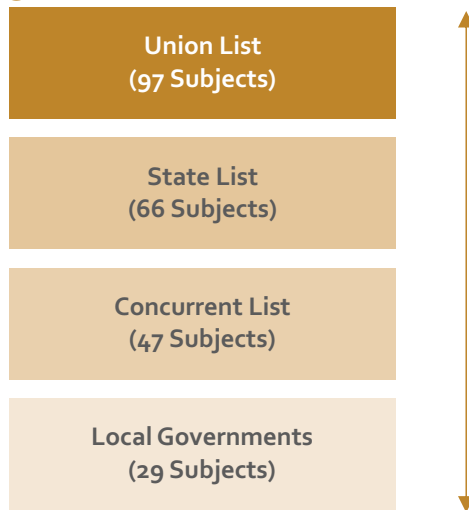 Union List
(97 Subjects)
State List
(66 Subjects)
Concurrent List
(47 Subjects)
Local Governments
(29 Subjects)